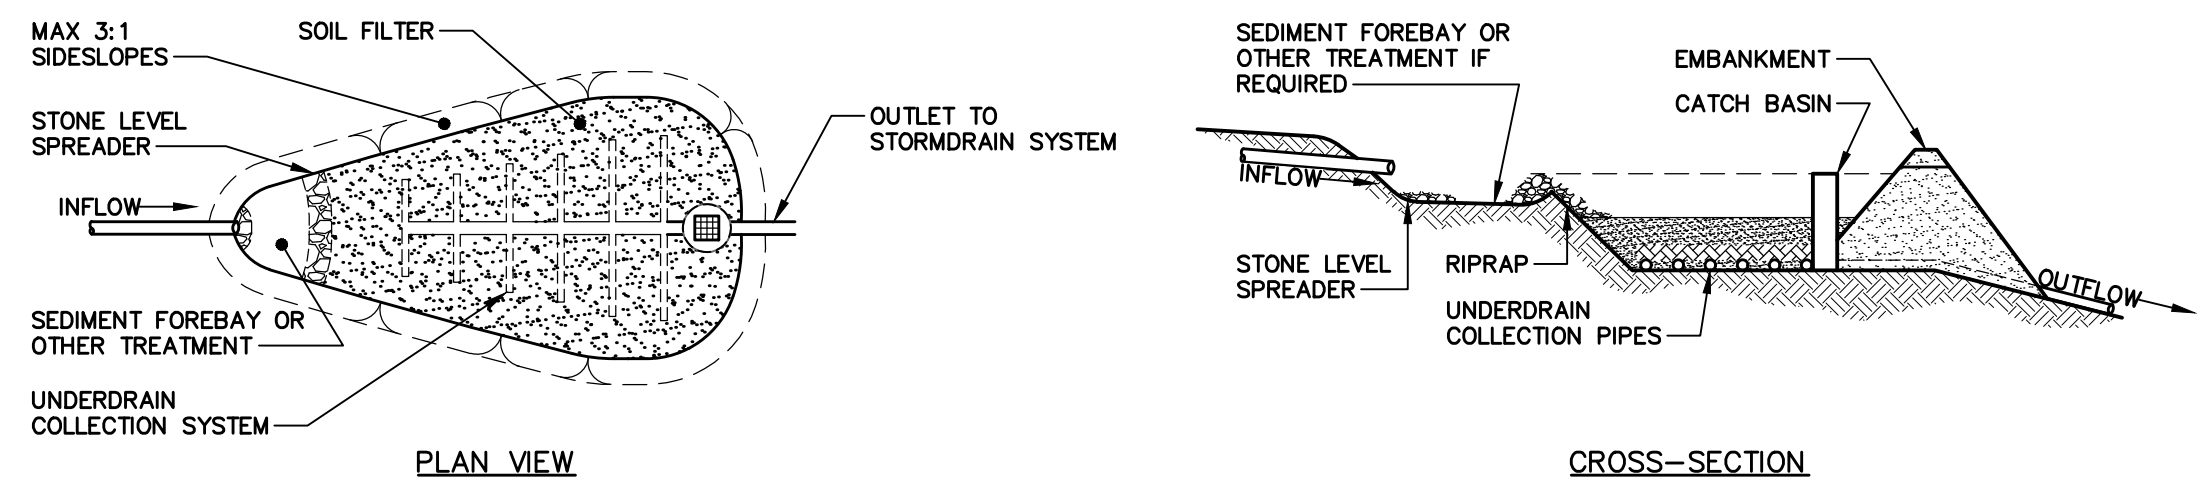 MAX 3:1
SIDESLOPES
SOIL FILTER
STONE LEVEL
SPREADER
INFLOW
OUTLET TO
STORMDRAIN SYSTEM
SEDIMENT FOREBAY OR
OTHER TREATMENT
UNDERDRAIN
COLLECTION SYSTEM
PLAN VIEW
SEDIMENT FOREBAY OR
OTHER TREATMENT IF
REQUIRED
EMBANKMENT
CATCH BASIN
INFLOW
STONE LEVEL
SPREADER
RIPRAP
UNDERDRAIN
COLLECTION PIPES
OUTFLOW
CROSS-SECTION